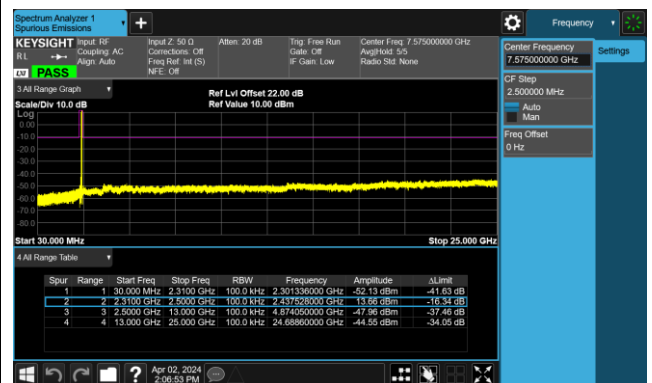 Spectrum Analyzer 1
Spurious Emissions
Frequency
KEYSIGHT
RL
Input: RF
Coupling: AC
Align: Auto
Input Z: 50 Ω
Corrections: Off
Freq Ref: Int (S)
NFE: Off
Atten: 20 dB
Trig: Free Run
Gate: Off
IF Gain: Low
Center Freq: 7.575000000 GHz
Avg|Hold: 5/5
Radio Std: None
LXI PASS
3 All Range Graph
Scale/Div 10.0 dB
Ref Lvl Offset 22.00 dB
Ref Value 10.00 dBm
Log
0.00
-10.0
-20.0
-30.0
-40.0
-50.0
-60.0
-70.0
-80.0
Start 30.000 MHz
Stop 25.000 GHz
4 All Range Table
Spur Range Start Freq Stop Freq RBW Frequency Amplitude ΔLimit
1 1 30.000 MHz 2.3100 GHz 100.0 kHz 2.301336000 GHz -52.13 dBm -41.63 dB
2 2 2.3100 GHz 2.5000 GHz 100.0 kHz 2.437528000 GHz 13.66 dBm -16.34 dB
3 3 2.5000 GHz 13.000 GHz 100.0 kHz 4.874050000 GHz -47.96 dBm -37.46 dB
4 4 13.000 GHz 25.000 GHz 100.0 kHz 24.68860000 GHz -44.55 dBm -34.05 dB
Center Frequency
7.575000000 GHz
Settings
CF Step
2.500000 MHz
Auto
Man
Freq Offset
0 Hz
?
Apr 02, 2024
2:06:53 PM